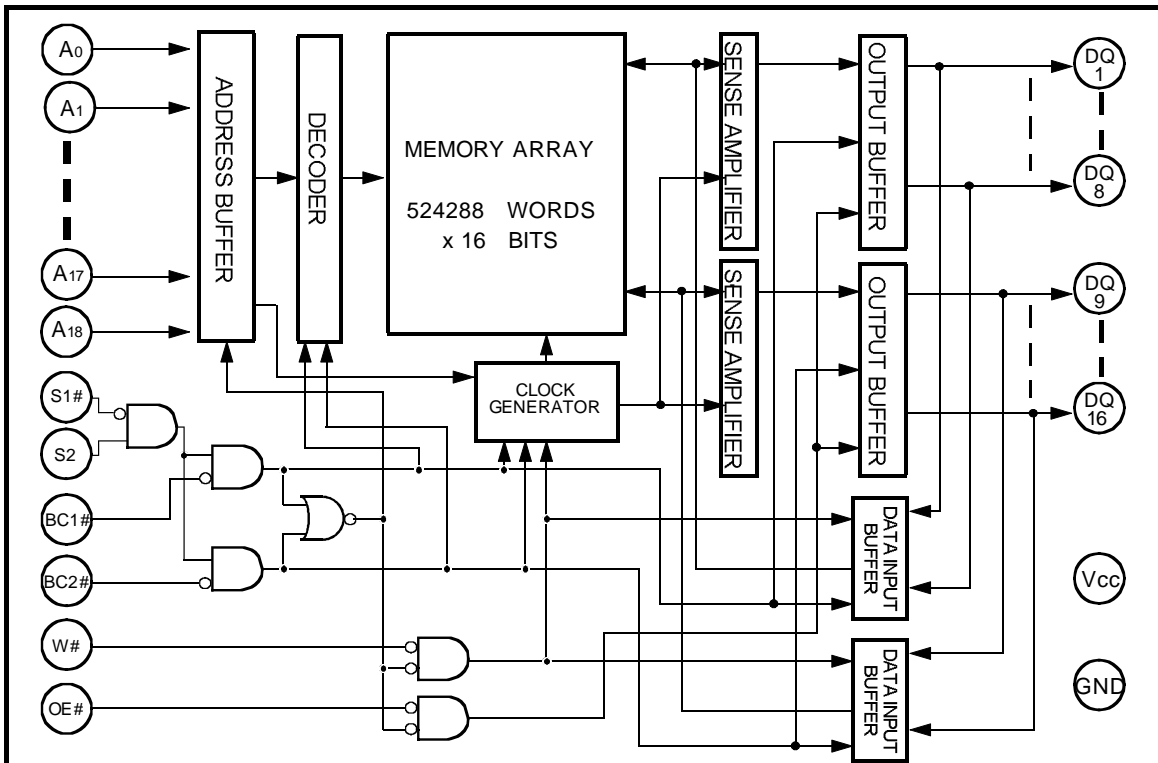 A0
A1
A17
A18
S1#
S2
BC1#
BC2#
W#
OE#
ADDRESS BUFFER
DECODER
MEMORY ARRAY
524288 WORDS
x 16 BITS
CLOCK
GENERATOR
SENSE AMPLIFIER
SENSE AMPLIFIER
OUTPUT BUFFER
OUTPUT BUFFER
DATA INPUT
BUFFER
DATA INPUT
BUFFER
DQ
1
DQ
8
DQ
9
DQ
16
Vcc
GND